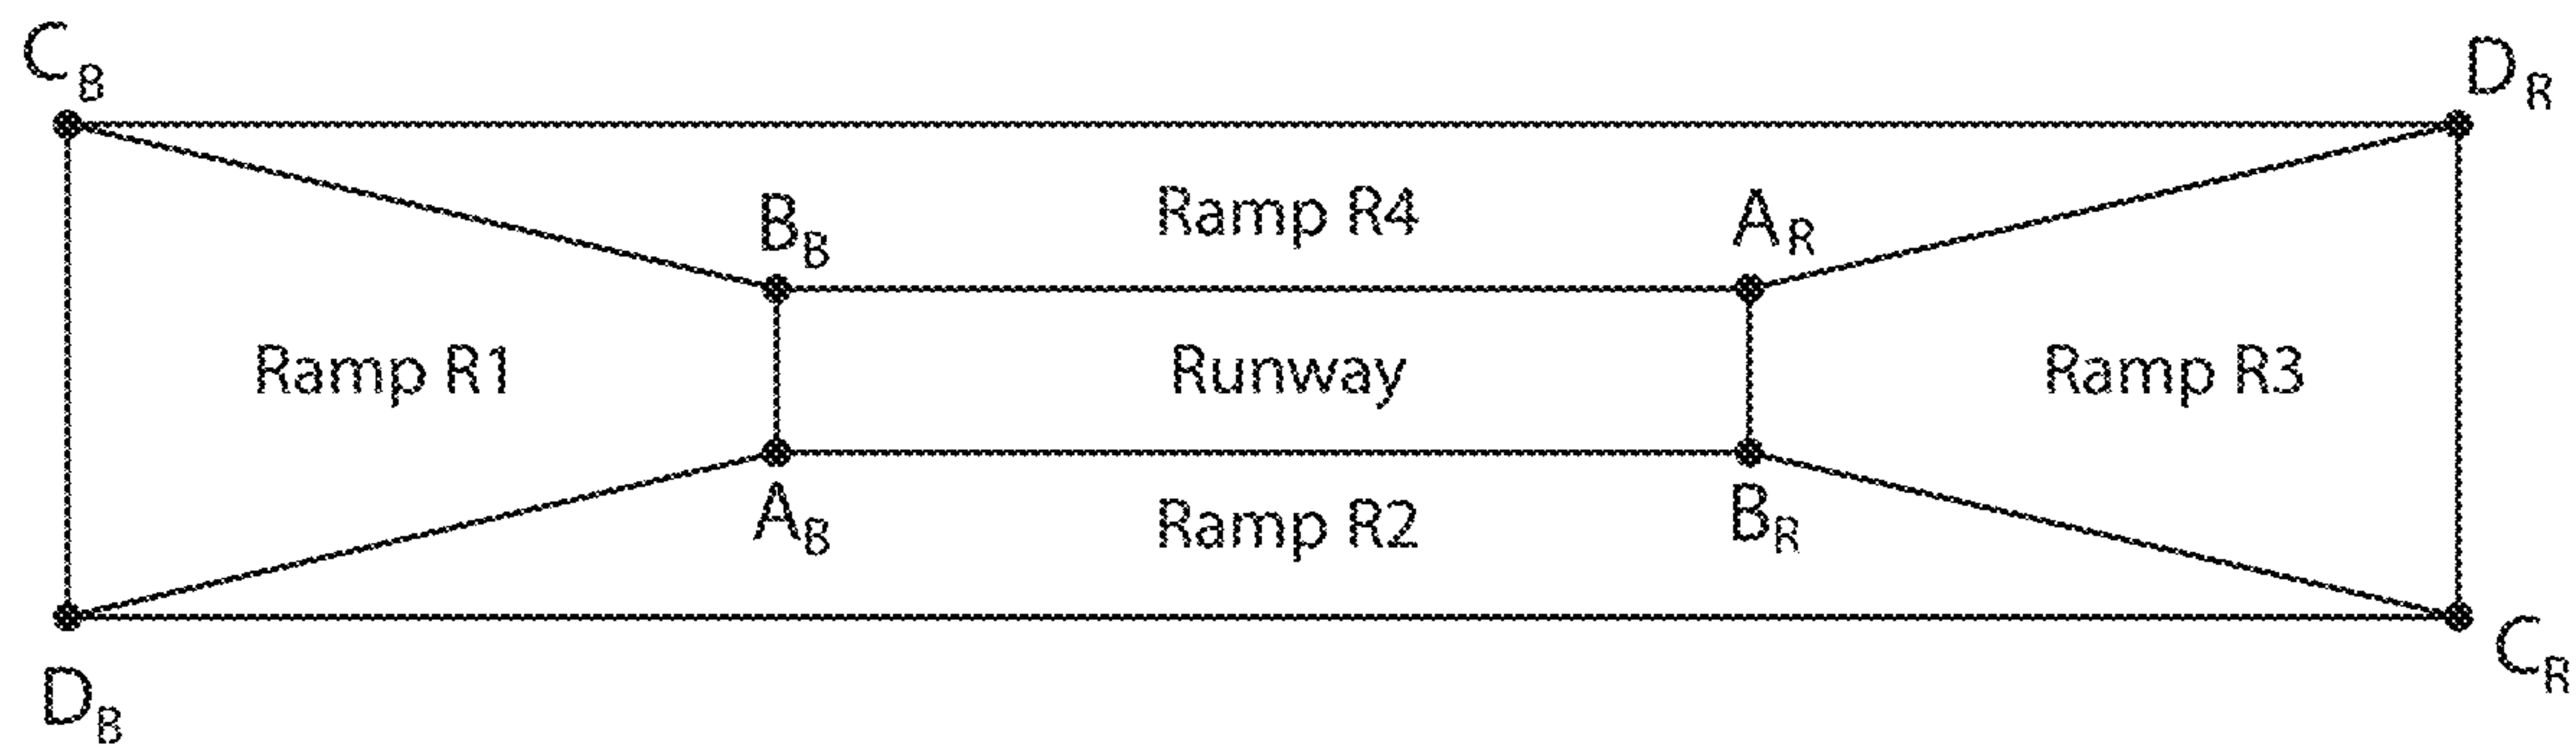 C_B
D_R
B_B
Ramp R4
A_R
Ramp R1
Runway
Ramp R3
A_B
Ramp R2
B_R
C_R
D_B